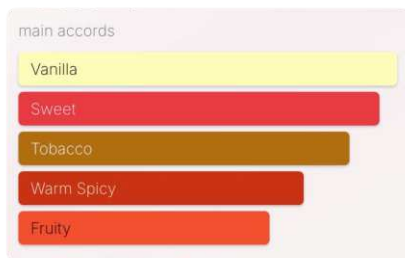 main accords
Vanilla
Sweet
Tobacco
Warm Spicy
Fruity